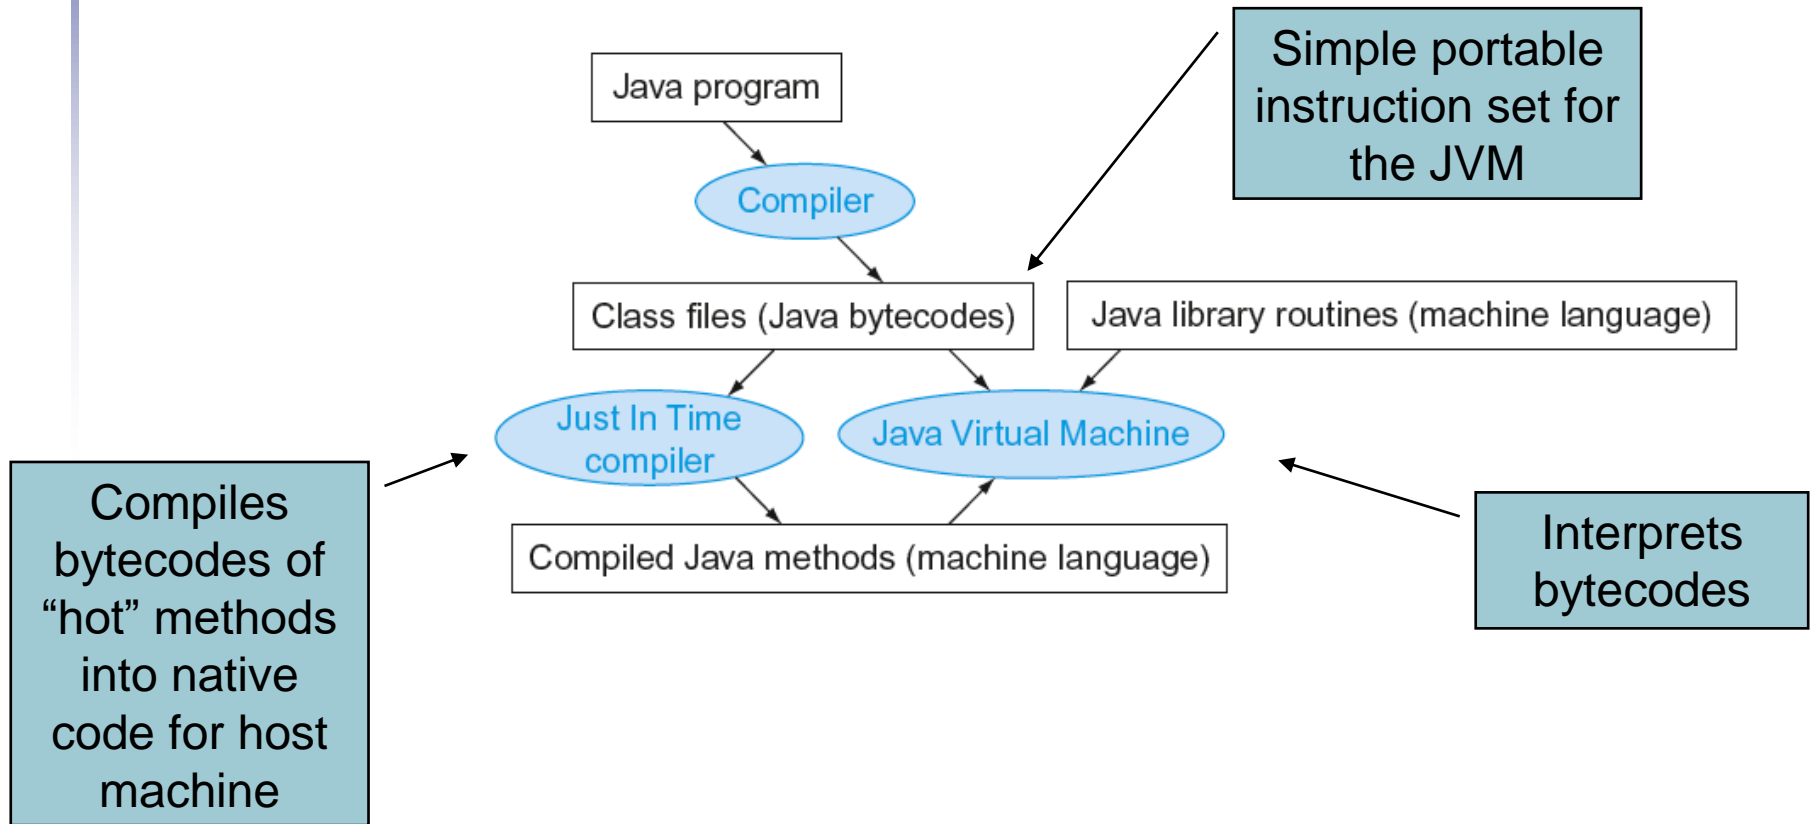 Java program
Simple portable
instruction set for
the JVM
Compiler
Class files (Java bytecodes)
Java library routines (machine language)
Just In Time
compiler
Java Virtual Machine
Compiles
bytecodes of
“hot” methods
into native
code for host
machine
Compiled Java methods (machine language)
Interprets
bytecodes